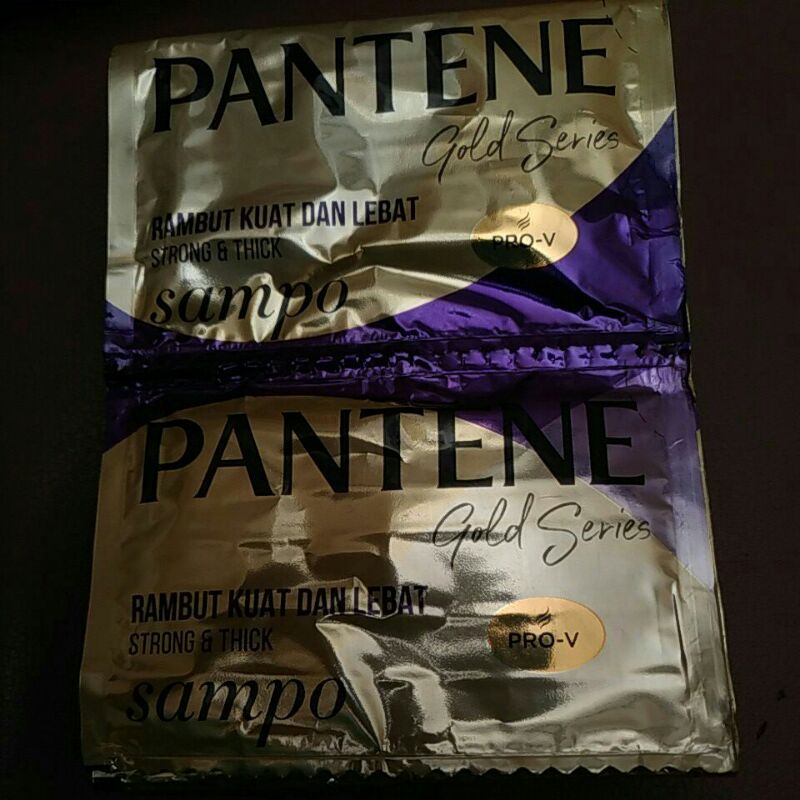 PANTENE
Gold Series
RAMBUT KUAT DAN LEBAT
STRONG & THICK
PRO-V
sampo
PANTENE
Gold Series
RAMBUT KUAT DAN LEBAT
STRONG & THICK
PRO-V
sampo